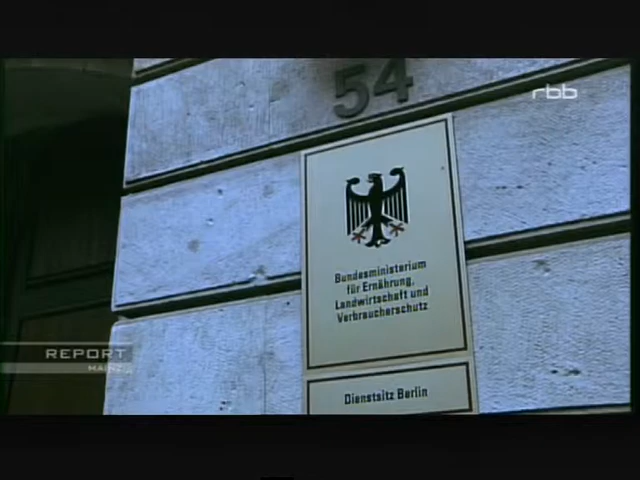 54
rbb
Bundesministerium
für Ernährung,
Landwirtschaft und
Verbraucherschutz
REPORT
MAINZ
Dienstsitz Berlin